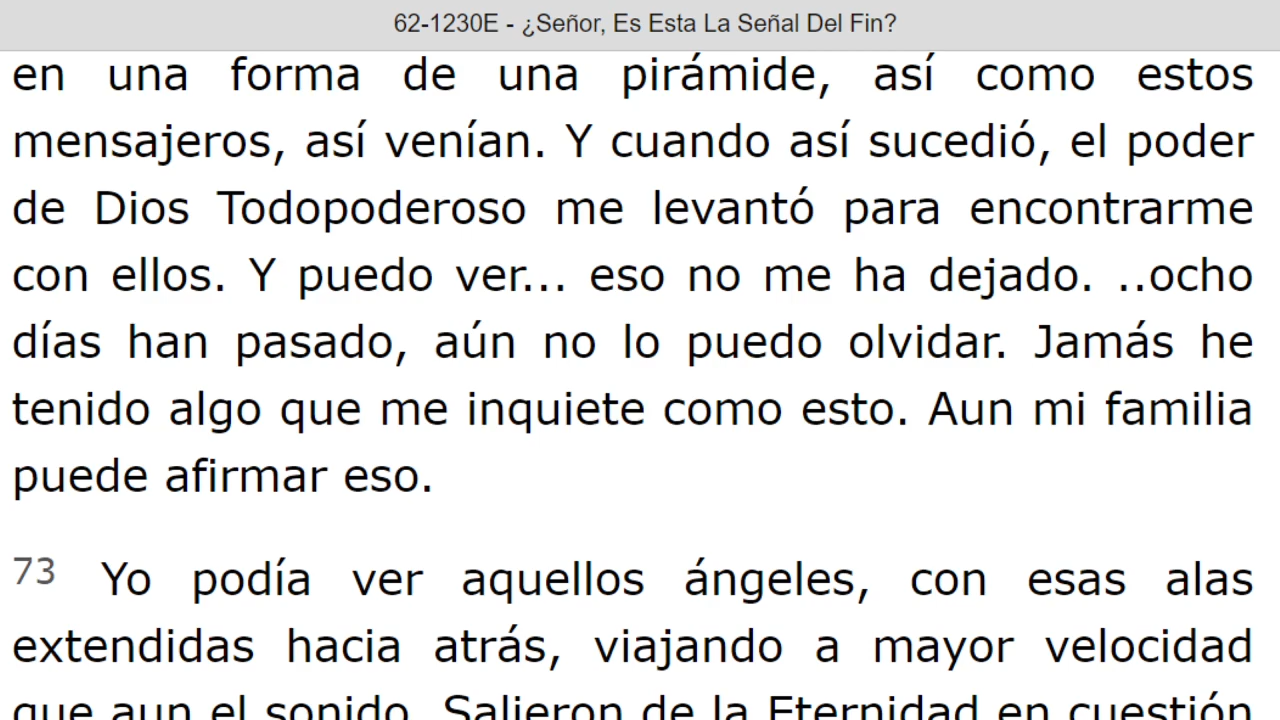 62-1230E - ¿Señor, Es Esta La Señal Del Fin?
en una forma de una pirámide, así como estos
mensajeros, así venían. Y cuando así sucedió, el poder
de Dios Todopoderoso me levantó para encontrarme
con ellos. Y puedo ver... eso no me ha dejado. ..ocho
días han pasado, aún no lo puedo olvidar. Jamás he
tenido algo que me inquiete como esto. Aun mi familia
puede afirmar eso.
73 Yo podía ver aquellos ángeles, con esas alas
extendidas hacia atrás, viajando a mayor velocidad
que aun el sonido. Salieron de la Eternidad en cuestión